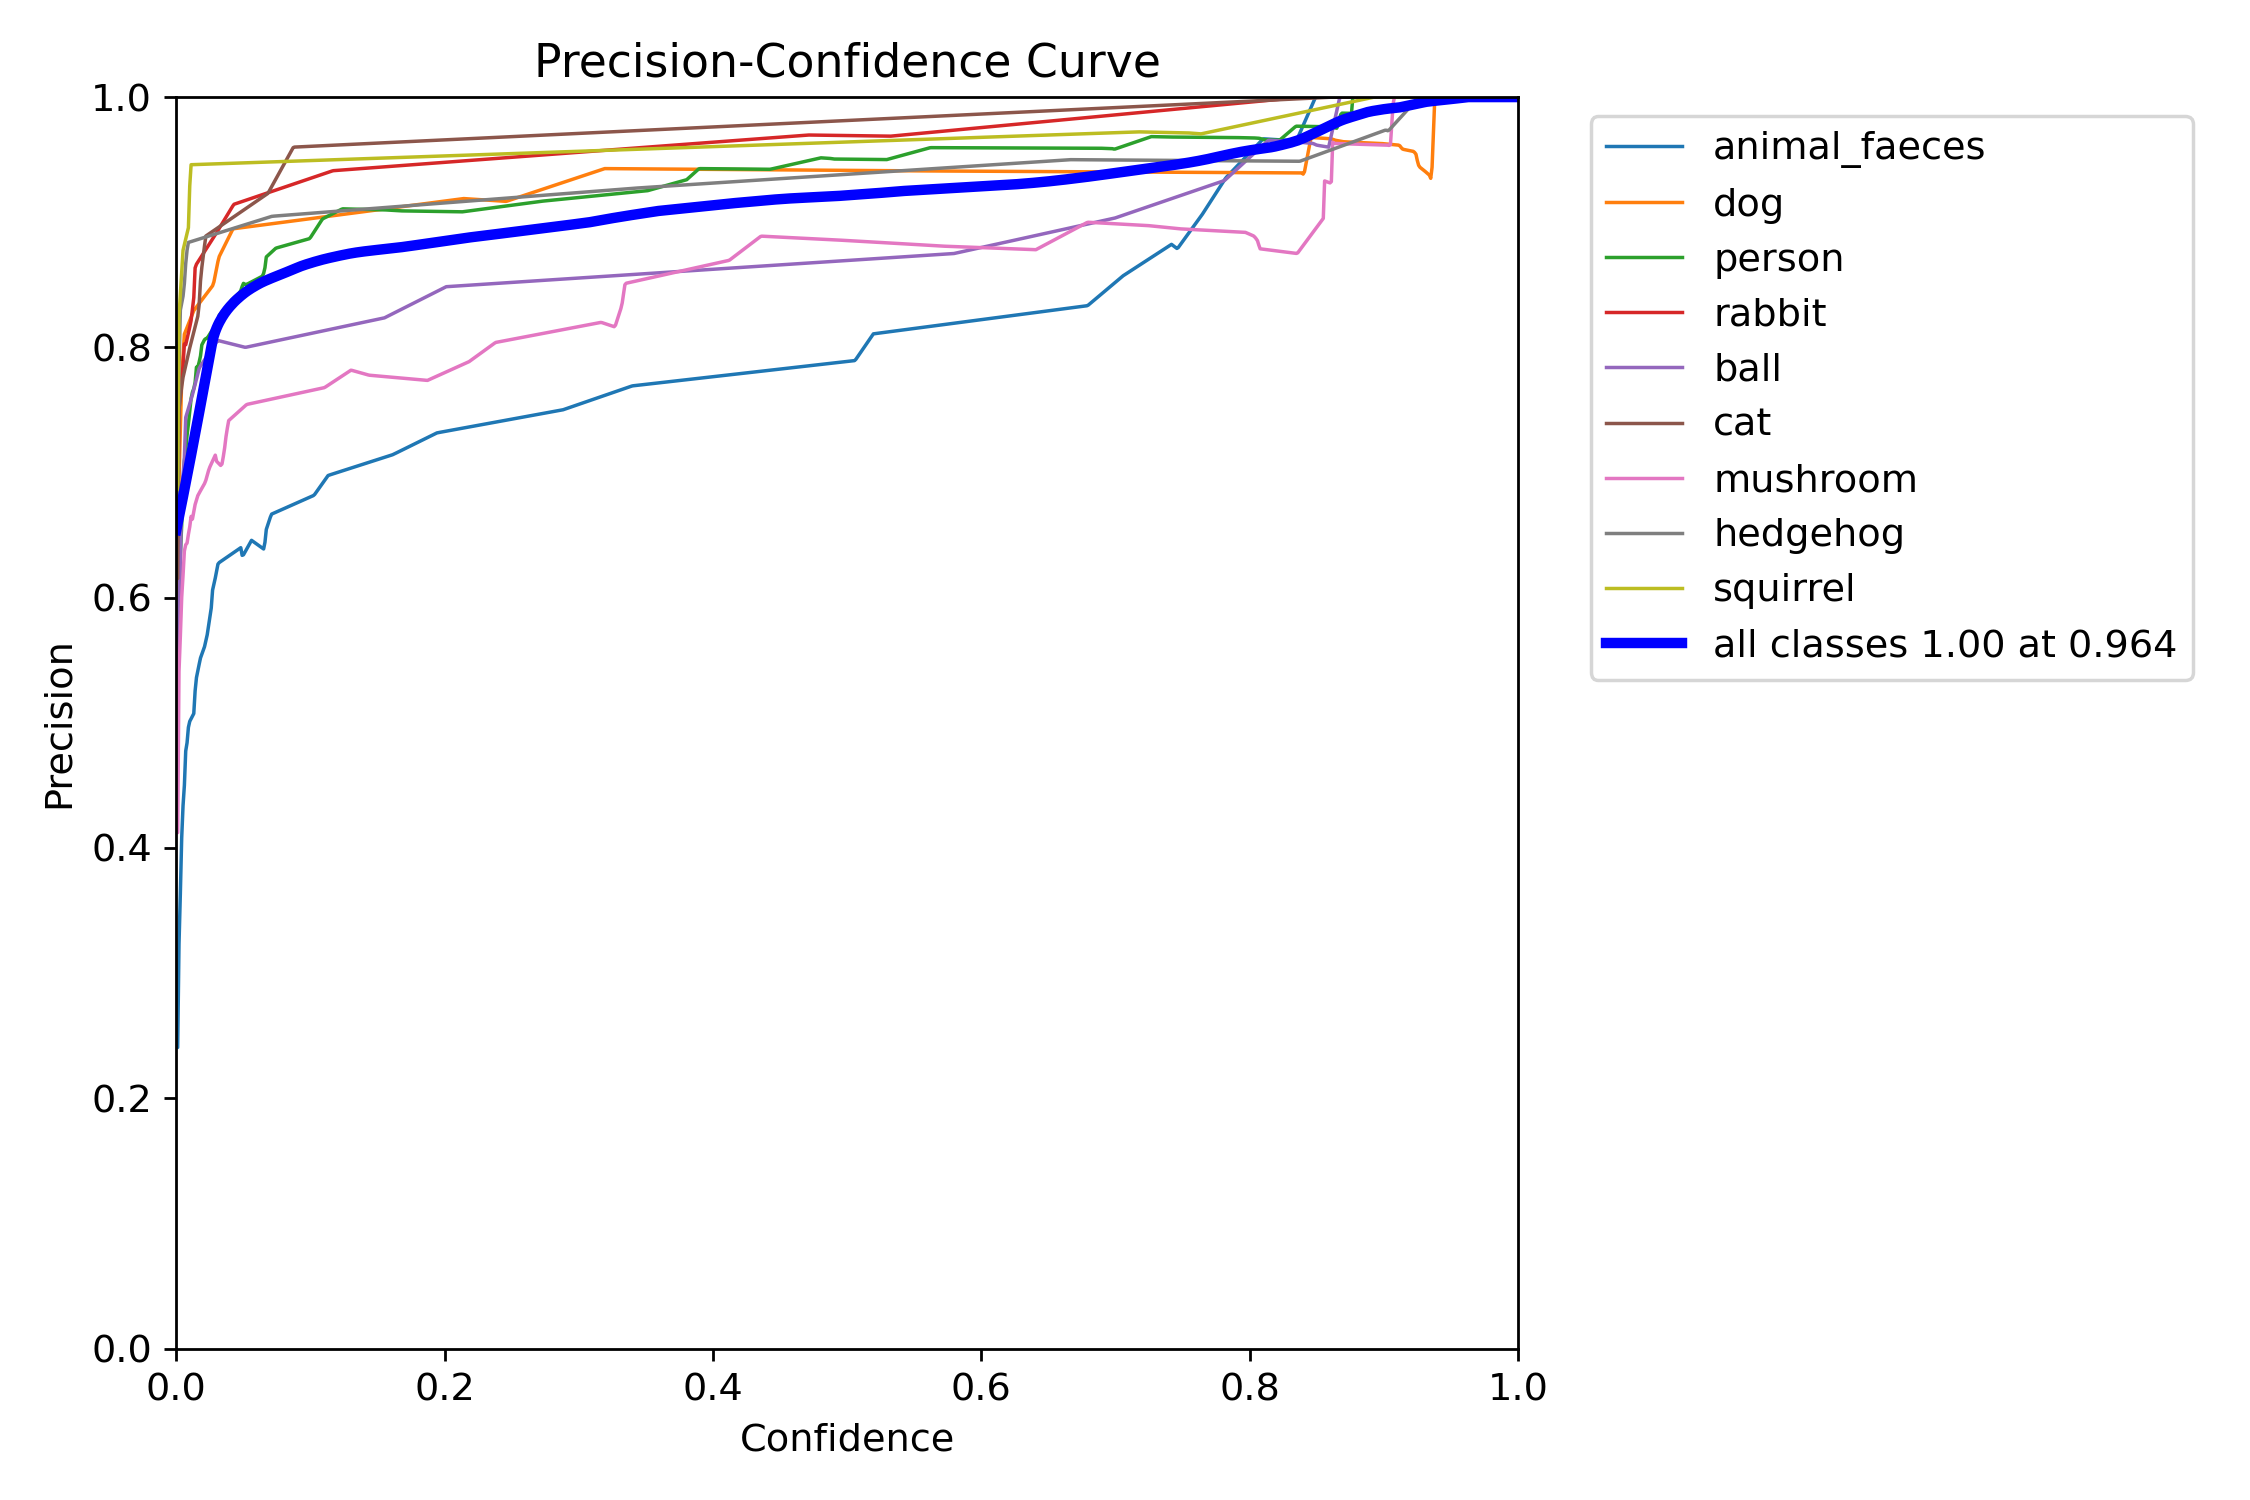 Precision-Confidence Curve
1.0
0.8
0.6
0.4
0.2
0.0
Precision
0.0 0.2 0.4 0.6 0.8 1.0
Confidence
animal_faeces
dog
person
rabbit
ball
cat
mushroom
hedgehog
squirrel
all classes 1.00 at 0.964